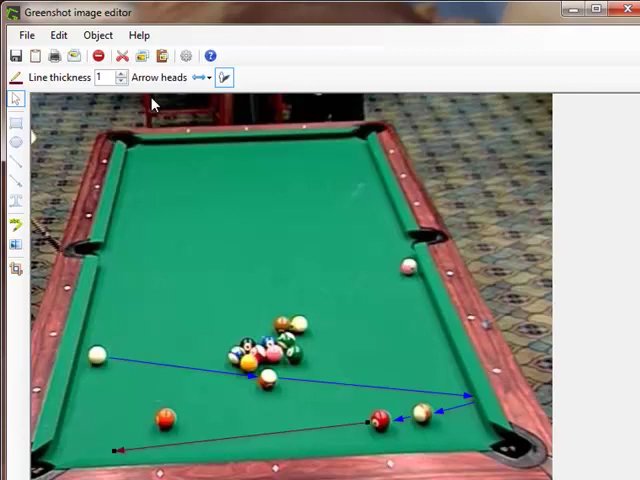 Greenshot image editor
File Edit Object Help
Line thickness 1 Arrow heads